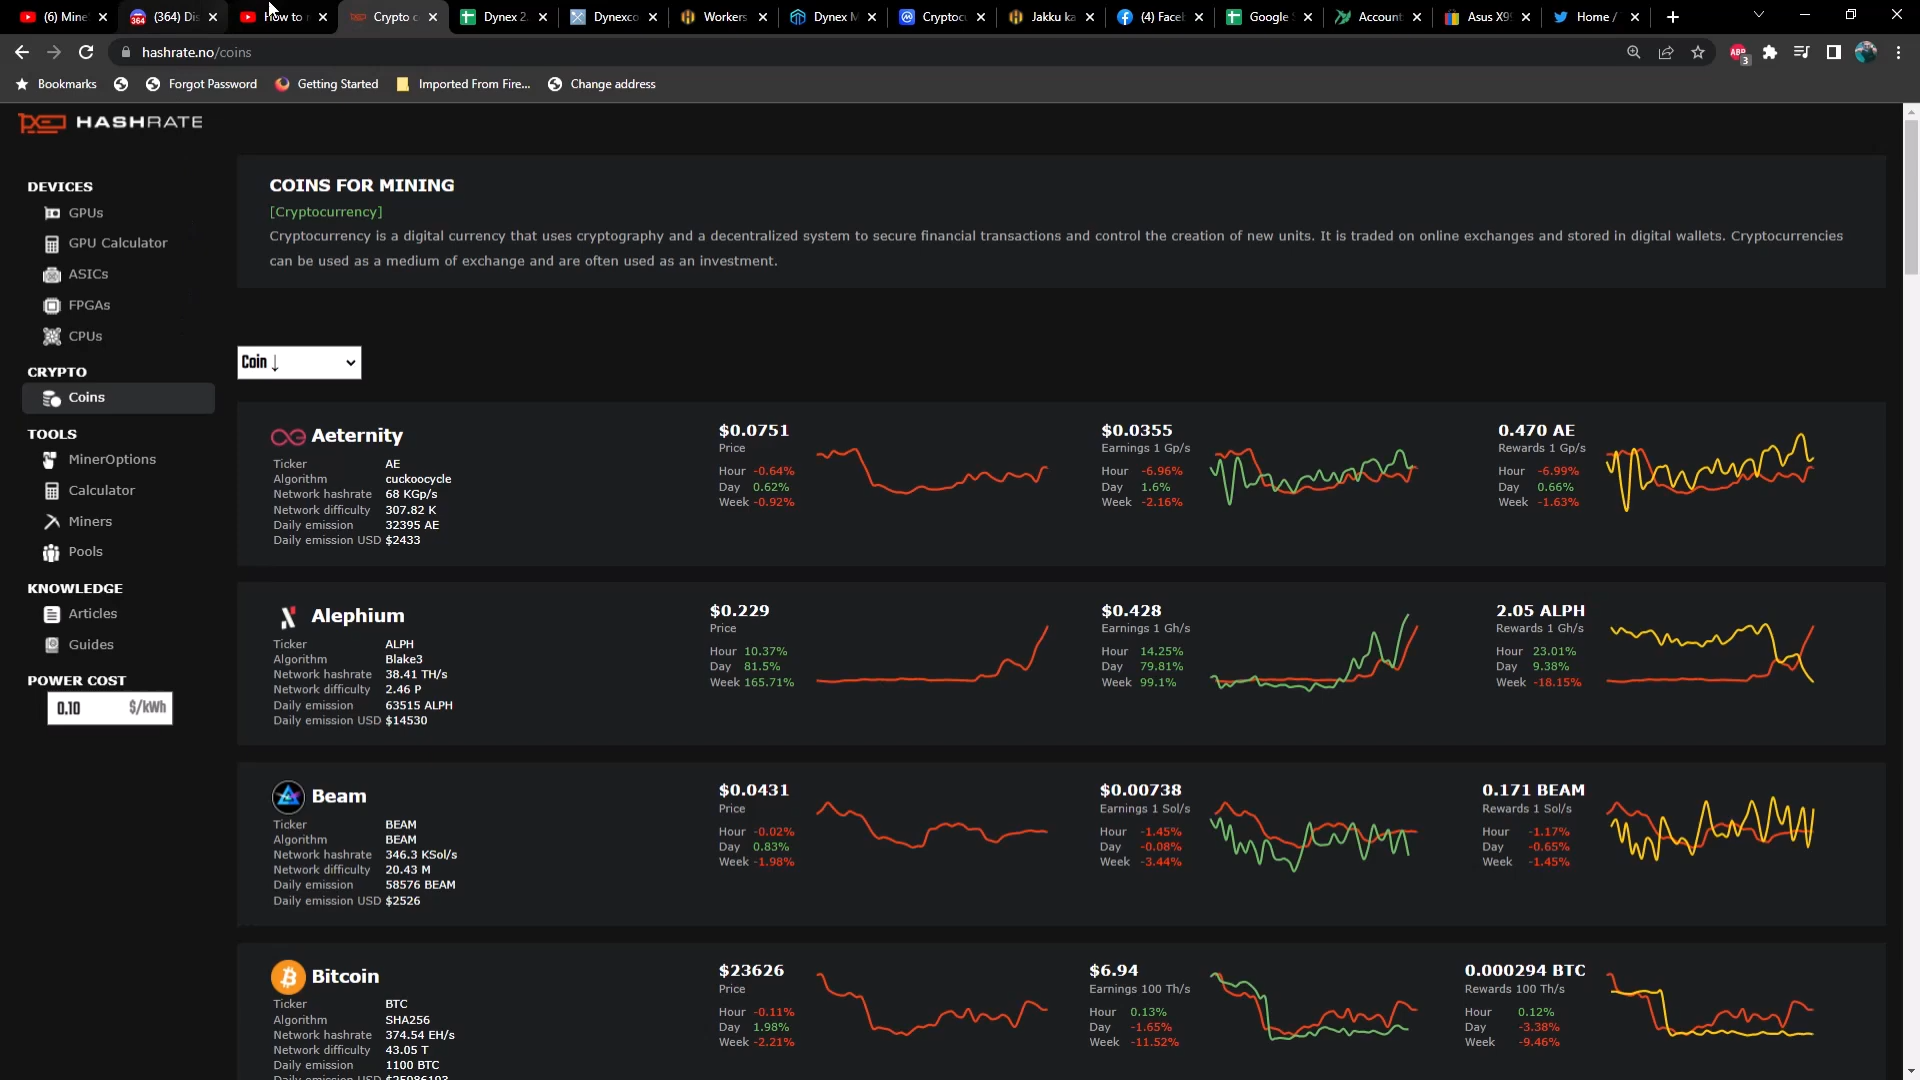 (6) Mine
364
(364) Dis
How to
Crypto c
Dynex 2.
Dynexco
Workers
Dynex M
Cryptoc
Jakku ka
(4) Faceb
Google S
Account
Asus X9
Home /
hashrate.no/coins
ABP
3
Bookmarks
Forgot Password
Getting Started
Imported From Fire...
Change address
HASHRATE
DEVICES
GPUs
GPU Calculator
ASICs
FPGAs
CPUs
CRYPTO
Coins
TOOLS
MinerOptions
Calculator
Miners
Pools
KNOWLEDGE
Articles
Guides
POWER COST
0.10 $/kWh
COINS FOR MINING
[Cryptocurrency]
Cryptocurrency is a digital currency that uses cryptography and a decentralized system to secure financial transactions and control the creation of new units. It is traded on online exchanges and stored in digital wallets. Cryptocurrencies
can be used as a medium of exchange and are often used as an investment.
Coin ↓
Aeternity
Ticker AE
Algorithm cuckoocycle
Network hashrate 68 KGp/s
Network difficulty 307.82 K
Daily emission 32395 AE
Daily emission USD $2433
$0.0751
Price
Hour -0.64%
Day 0.62%
Week -0.92%
$0.0355
Earnings 1 Gp/s
Hour -6.96%
Day 1.6%
Week -2.16%
0.470 AE
Rewards 1 Gp/s
Hour -6.99%
Day 0.66%
Week -1.63%
Alephium
Ticker ALPH
Algorithm Blake3
Network hashrate 38.41 TH/s
Network difficulty 2.46 P
Daily emission 63515 ALPH
Daily emission USD $14530
$0.229
Price
Hour 10.37%
Day 81.5%
Week 165.71%
$0.428
Earnings 1 Gh/s
Hour 14.25%
Day 79.81%
Week 99.1%
2.05 ALPH
Rewards 1 Gh/s
Hour 23.01%
Day 9.38%
Week -18.15%
Beam
Ticker BEAM
Algorithm BEAM
Network hashrate 346.3 KSol/s
Network difficulty 20.43 M
Daily emission 58576 BEAM
Daily emission USD $2526
$0.0431
Price
Hour -0.02%
Day 0.83%
Week -1.98%
$0.00738
Earnings 1 Sol/s
Hour -1.45%
Day -0.08%
Week -3.44%
0.171 BEAM
Rewards 1 Sol/s
Hour -1.17%
Day -0.65%
Week -1.45%
Bitcoin
Ticker BTC
Algorithm SHA256
Network hashrate 374.54 EH/s
Network difficulty 43.05 T
Daily emission 1100 BTC
Daily emission USD $25986193
$23626
Price
Hour -0.11%
Day 1.98%
Week -2.21%
$6.94
Earnings 100 Th/s
Hour 0.13%
Day -1.65%
Week -11.52%
0.000294 BTC
Rewards 100 Th/s
Hour 0.12%
Day -3.38%
Week -9.46%